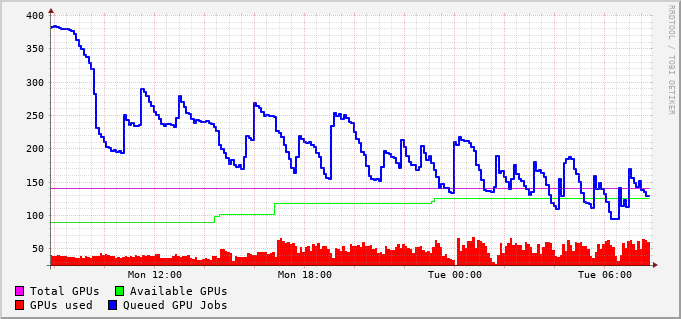 400
350
300
250
200
150
100
50
Mon 12:00 Mon 18:00 Tue 00:00 Tue 06:00
Total GPUs Available GPUs
GPUs used Queued GPU Jobs
RRDTOOL / TOBI OETIKER